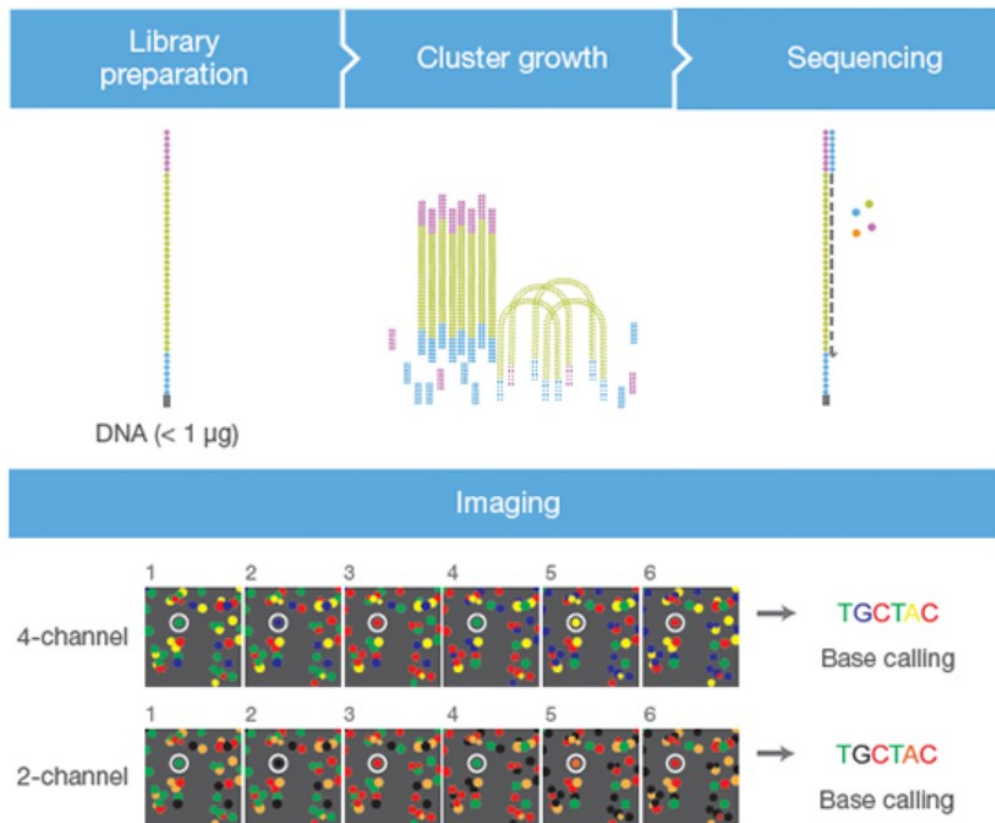 Library
preparation
Cluster growth
Sequencing
DNA (< 1 µg)
Imaging
1 2 3 4 5 6
4-channel
TGCTAC
Base calling
1 2 3 4 5 6
2-channel
TGCTAC
Base calling